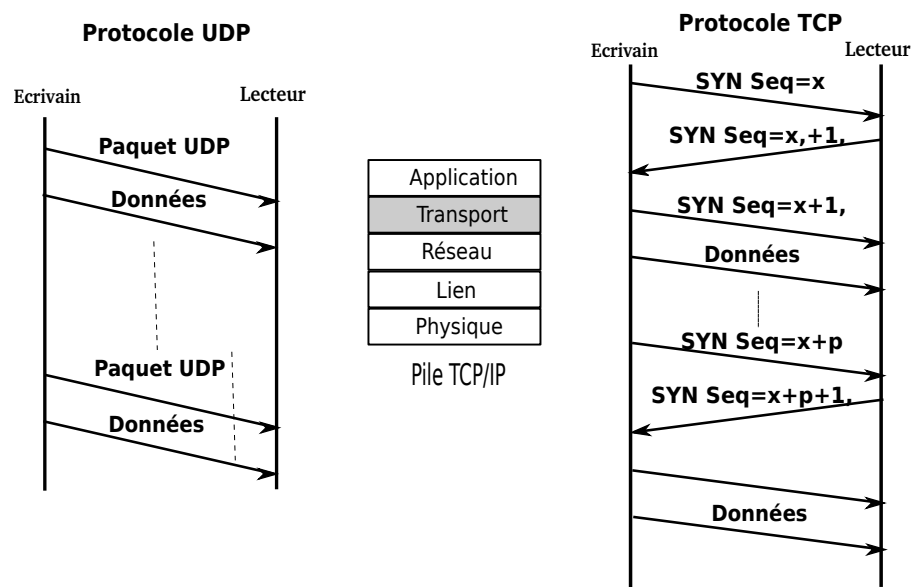 Protocole UDP
Ecrivain
Lecteur
Paquet UDP
Données
Paquet UDP
Données
Application
Transport
Réseau
Lien
Physique
Pile TCP/IP
Protocole TCP
Ecrivain
Lecteur
SYN Seq=x
SYN Seq=x,+1,
SYN Seq=x+1,
Données
SYN Seq=x+p
SYN Seq=x+p+1,
Données